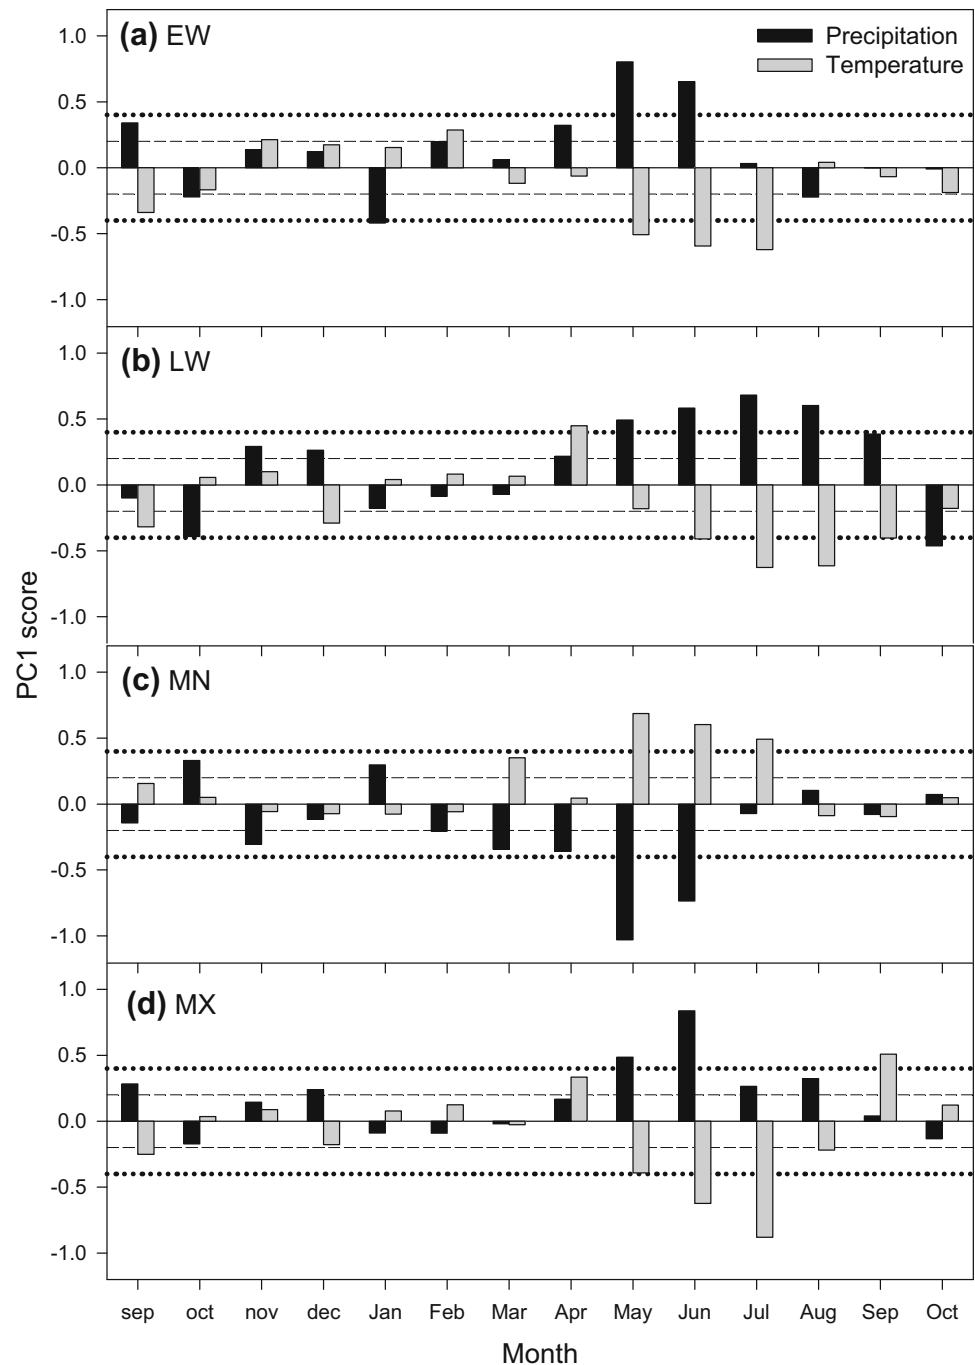 (a) EW
Precipitation
Temperature
1.0
0.5
0.0
-0.5
-1.0
(b) LW
1.0
0.5
0.0
-0.5
-1.0
(c) MN
1.0
0.5
0.0
-0.5
-1.0
(d) MX
1.0
0.5
0.0
-0.5
-1.0
PC1 score
sep oct nov dec Jan Feb Mar Apr May Jun Jul Aug Sep Oct
Month